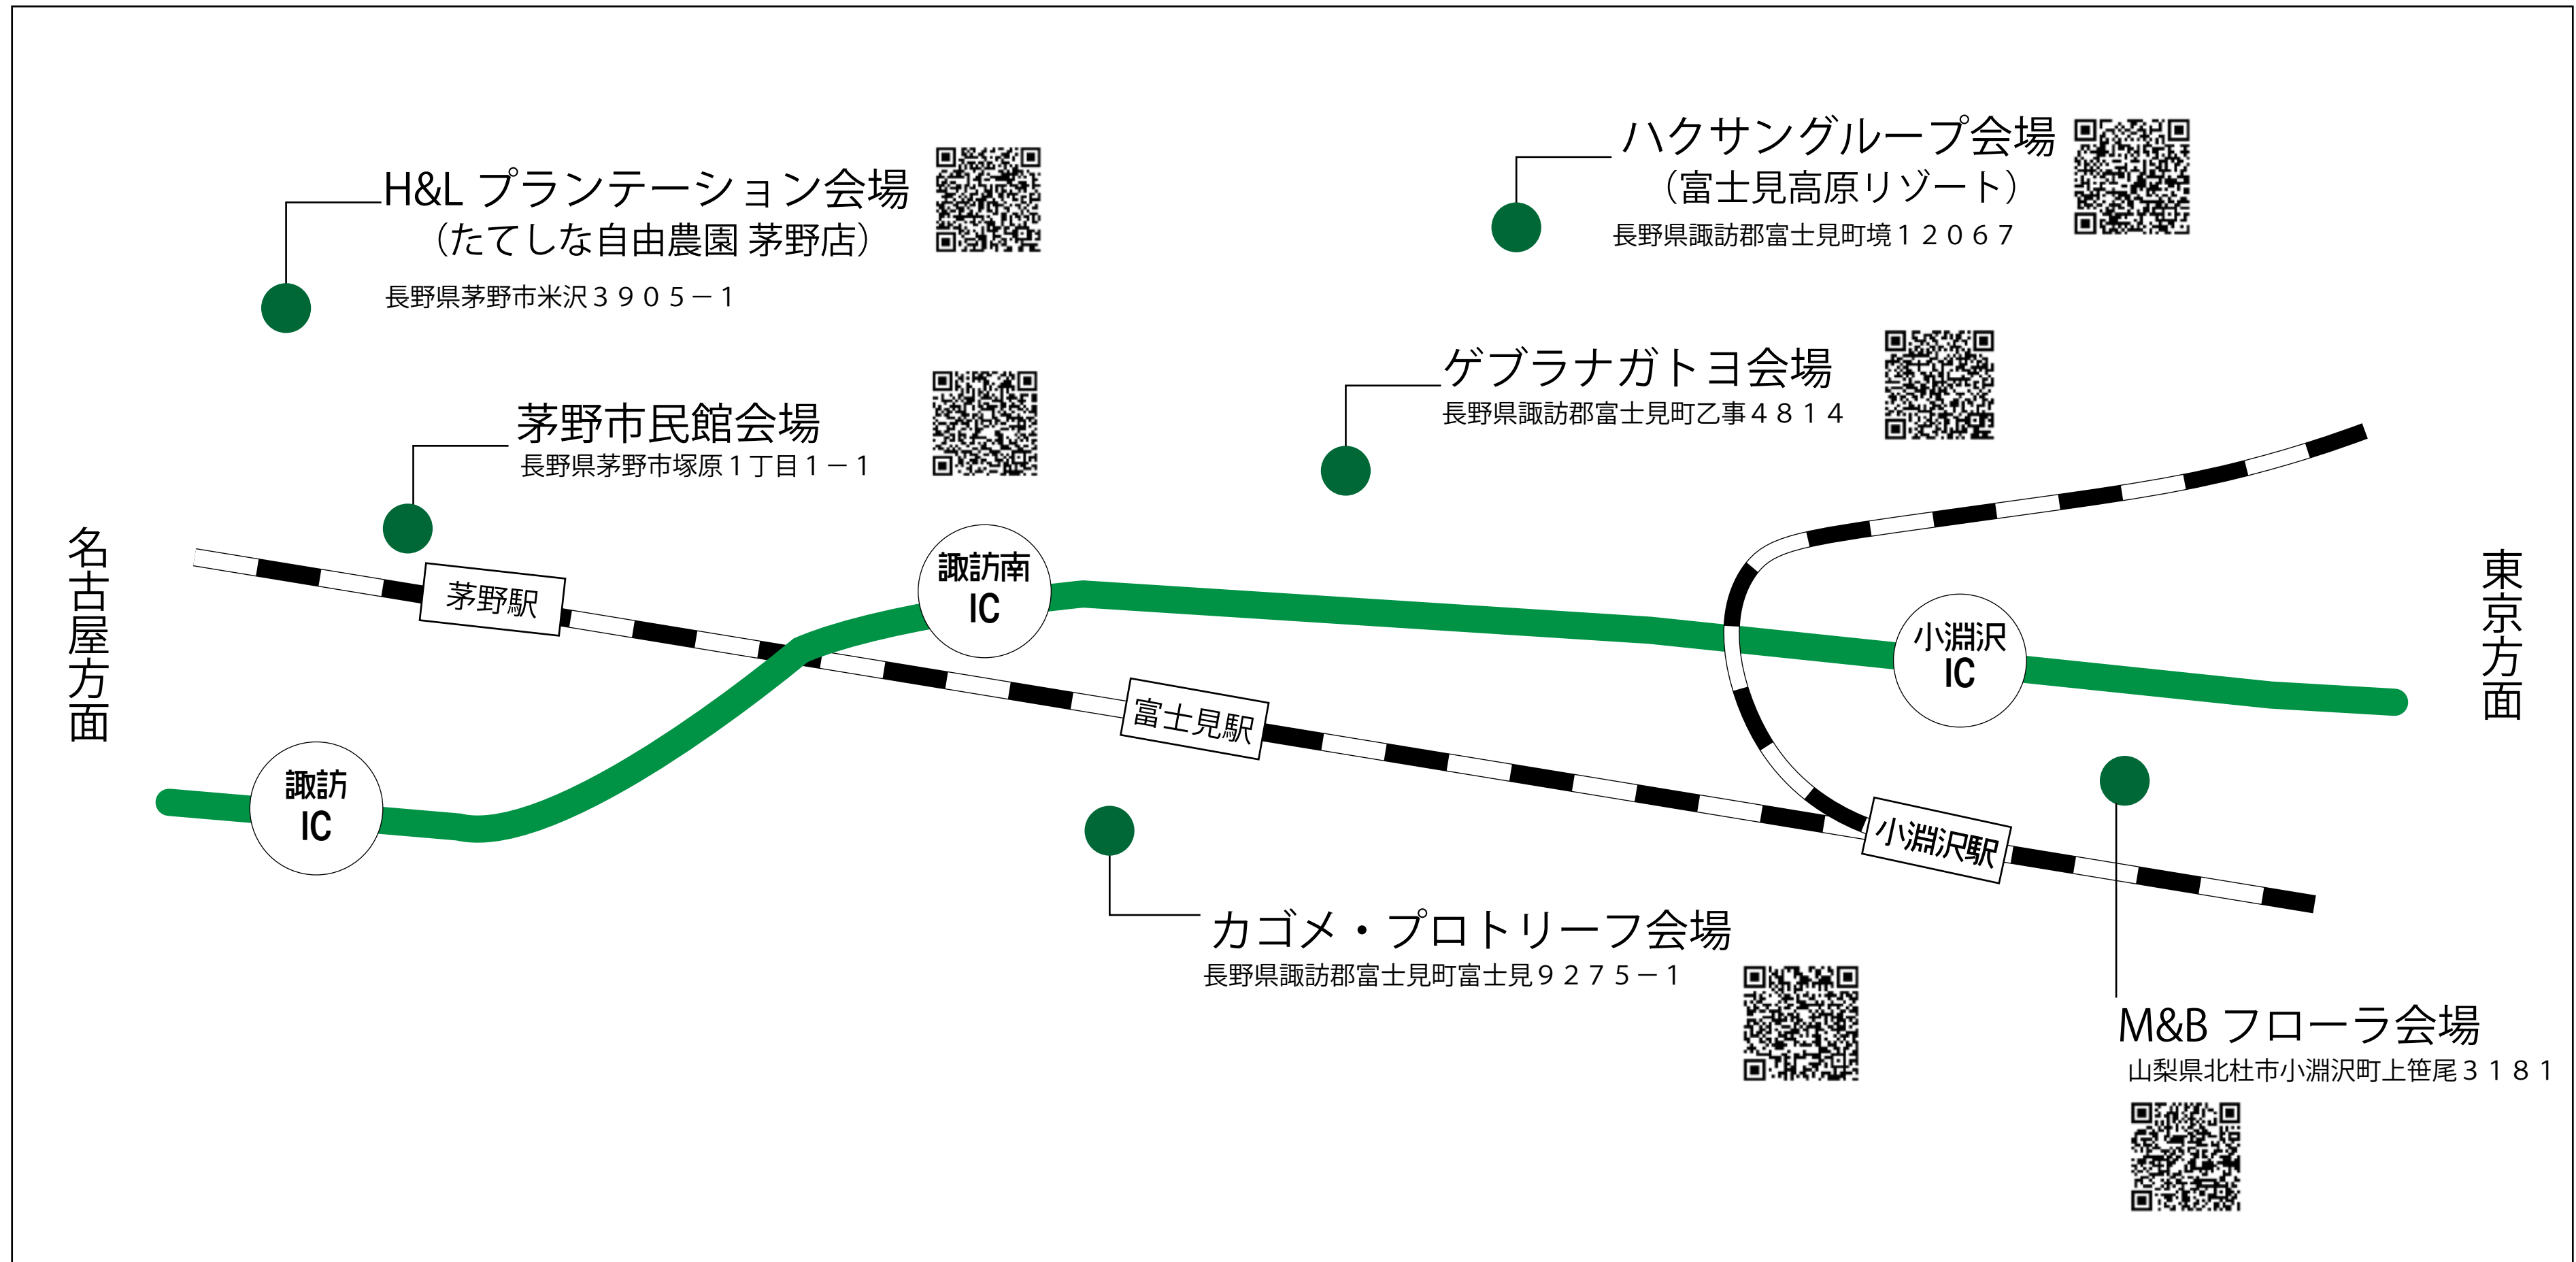 H&L プランテーション会場
（たてしな自由農園 茅野店）
長野県茅野市米沢３９０５－１
ハクサングループ会場
（富士見高原リゾート）
長野県諏訪郡富士見町境１２０６７
茅野市民館会場
長野県茅野市塚原１丁目１－１
ゲブラナガトヨ会場
長野県諏訪郡富士見町乙事４８１４
名古屋方面
東京方面
茅野駅
諏訪南
IC
小淵沢
IC
富士見駅
諏訪
IC
小淵沢駅
カゴメ・プロトリーフ会場
長野県諏訪郡富士見町富士見９２７５－１
M&B フローラ会場
山梨県北杜市小淵沢町上笹尾３１８１